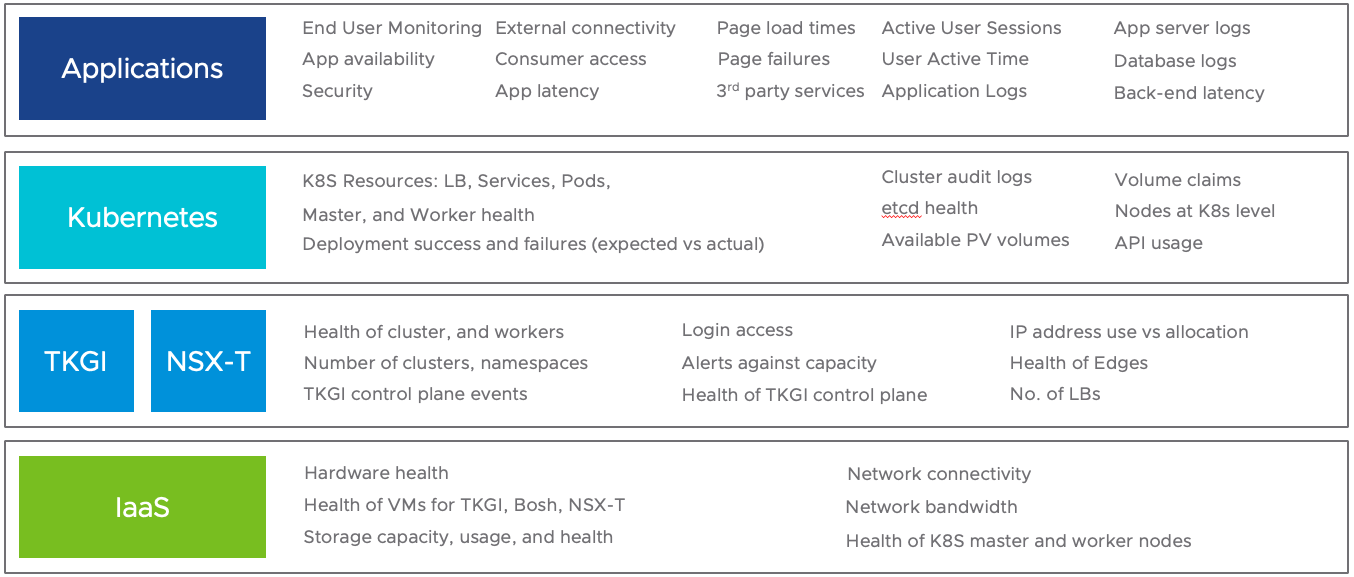 Applications
End User Monitoring
App availability
Security
External connectivity
Consumer access
App latency
Page load times
Page failures
3rd party services
Active User Sessions
User Active Time
Application Logs
App server logs
Database logs
Back-end latency
Kubernetes
K8S Resources: LB, Services, Pods,
Master, and Worker health
Deployment success and failures (expected vs actual)
Cluster audit logs
etcd health
Available PV volumes
Volume claims
Nodes at K8s level
API usage
TKGI
NSX-T
Health of cluster, and workers
Number of clusters, namespaces
TKGI control plane events
Login access
Alerts against capacity
Health of TKGI control plane
IP address use vs allocation
Health of Edges
No. of LBs
IaaS
Hardware health
Health of VMs for TKGI, Bosh, NSX-T
Storage capacity, usage, and health
Network connectivity
Network bandwidth
Health of K8S master and worker nodes